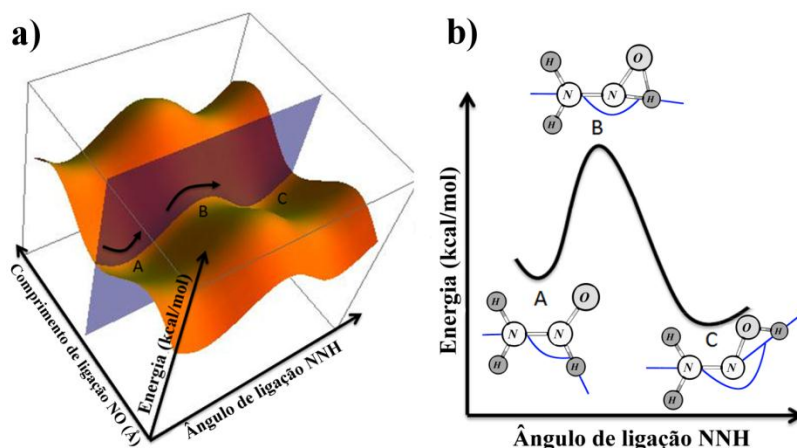 a)
A
B
C
Comprimento de ligação NO (Å)
Energia (kcal/mol)
Ângulo de ligação NNH
b)
Energia (kcal/mol)
H
O
N
N
H
H
B
A
H
O
N
N
H
H
C
H
O
H
N
N
H
Ângulo de ligação NNH